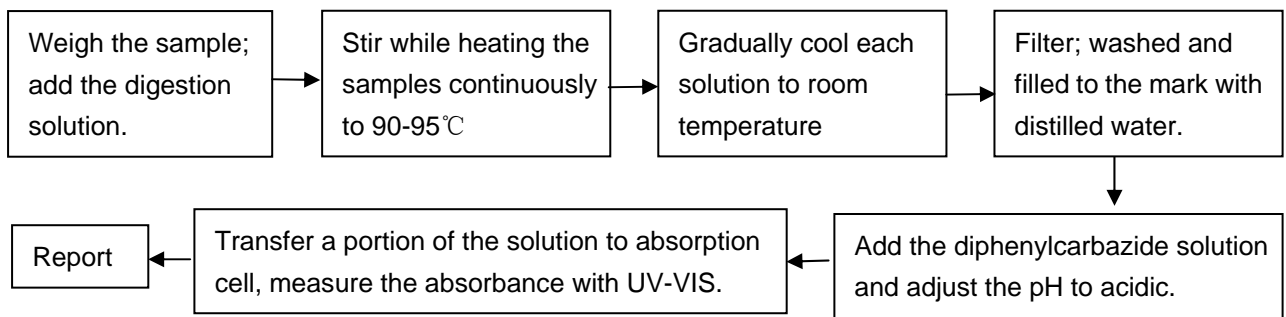 Weigh the sample;
add the digestion
solution.
Stir while heating the
samples continuously
to 90-95℃
Gradually cool each
solution to room
temperature
Filter; washed and
filled to the mark with
distilled water.
Add the diphenylcarbazide solution
and adjust the pH to acidic.
Transfer a portion of the solution to absorption
cell, measure the absorbance with UV-VIS.
Report